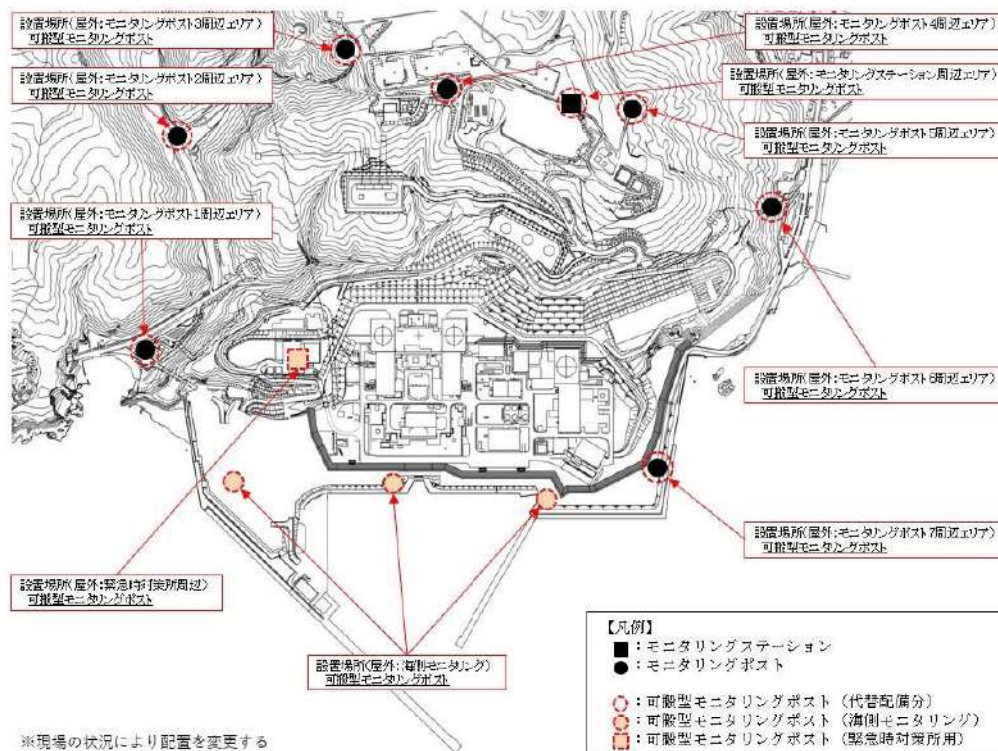 設置場所(屋外:モニタリングポスト3周辺エリア)
可搬型モニタリングポスト
設置場所(屋外:モニタリングポスト2周辺エリア)
可搬型モニタリングポスト
設置場所(屋外:モニタリングポスト1周辺エリア)
可搬型モニタリングポスト
設置場所(屋外:モニタリングポスト4周辺エリア)
可搬型モニタリングポスト
設置場所(屋外:モニタリングステーション周辺エリア)
可搬型モニタリングポスト
設置場所(屋外:モニタリングポスト5周辺エリア)
可搬型モニタリングポスト
設置場所(屋外:モニタリングポスト6周辺エリア)
可搬型モニタリングポスト
設置場所(屋外:モニタリングポスト7周辺エリア)
可搬型モニタリングポスト
設置場所(屋外:緊急時対策所周辺)
可搬型モニタリングポスト
設置場所(屋外:海側モニタリング)
可搬型モニタリングポスト
【凡例】
■:モニタリングステーション
●:モニタリングポスト
:可搬型モニタリングポスト(代替配備分)
:可搬型モニタリングポスト(海側モニタリング)
:可搬型モニタリングポスト(緊急時対策所用)
※現場の状況により配置を変更する